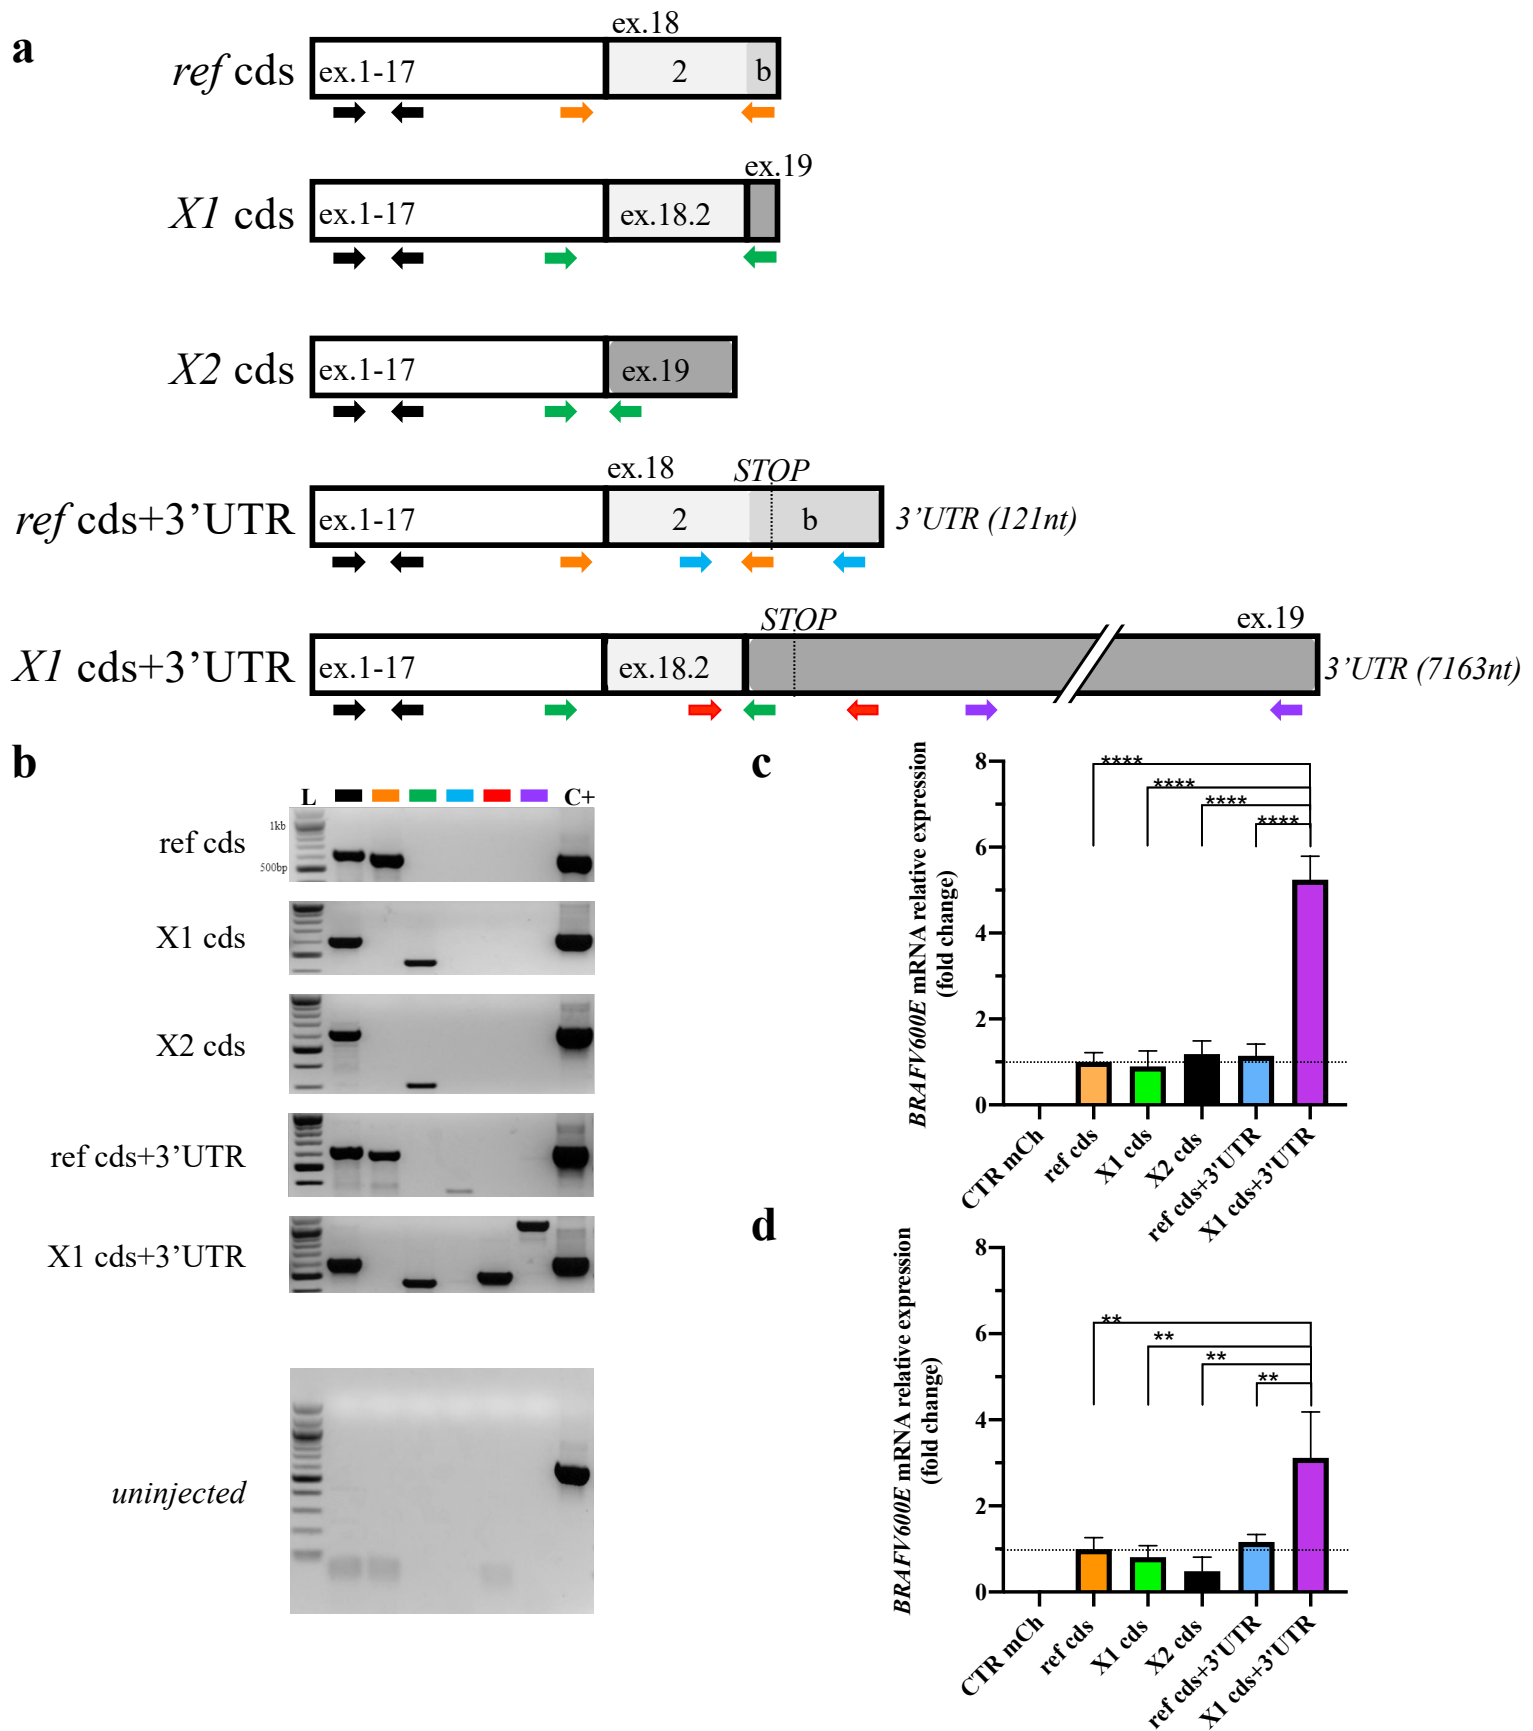 a
ex.18
ref cds
ex.1-17
2
b
ex.19
X1 cds
ex.1-17
ex.18.2
X2 cds
ex.1-17
ex.19
ex.18
STOP
ref cds+3’UTR
ex.1-17
2
b
3’UTR (121nt)
STOP
ex.19
X1 cds+3’UTR
ex.1-17
ex.18.2
3’UTR (7163nt)
b
L
C+
ref cds
1kb
500bp
X1 cds
X2 cds
ref cds+3’UTR
X1 cds+3’UTR
uninjected
c
BRAFV600E mRNA relative expression
(fold change)
8
6
4
2
0
****
****
****
****
CTR mCh
ref cds
X1 cds
X2 cds
ref cds+3'UTR
X1 cds+3'UTR
d
BRAFV600E mRNA relative expression
(fold change)
8
6
4
2
0
**
**
**
**
CTR mCh
ref cds
X1 cds
X2 cds
ref cds+3'UTR
X1 cds+3'UTR